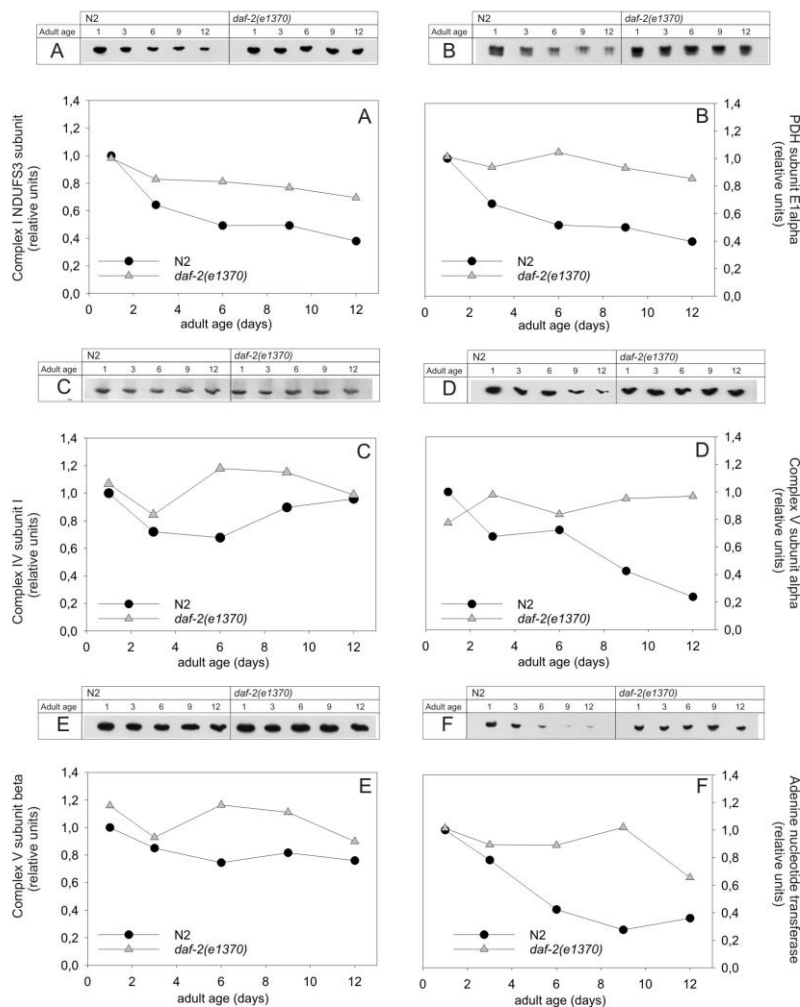 N2 daf-2(e1370)
Adult age 1 3 6 9 12 1 3 6 9 12
A
N2 daf-2(e1370)
Adult age 1 3 6 9 12 1 3 6 9 12
B
A
Complex I NDUFS3 subunit
(relative units)
1,4
1,2
1,0
0,8
0,6
0,4
0,2
0,0
N2
daf-2(e1370)
0 2 4 6 8 10 12
adult age (days)
B
PDH subunit E1alpha
(relative units)
1,4
1,2
1,0
0,8
0,6
0,4
0,2
0,0
N2
daf-2(e1370)
0 2 4 6 8 10 12
adult age (days)
N2 daf-2(e1370)
Adult age 1 3 6 9 12 1 3 6 9 12
C
N2 daf-2(e1370)
Adult age 1 3 6 9 12 1 3 6 9 12
D
C
Complex IV subunit I
(relative units)
1,4
1,2
1,0
0,8
0,6
0,4
0,2
0,0
N2
daf-2(e1370)
0 2 4 6 8 10 12
adult age (days)
D
Complex V subunit alpha
(relative units)
1,4
1,2
1,0
0,8
0,6
0,4
0,2
0,0
N2
daf-2(e1370)
0 2 4 6 8 10 12
adult age (days)
N2 daf-2(e1370)
Adult age 1 3 6 9 12 1 3 6 9 12
E
N2 daf-2(e1370)
Adult age 1 3 6 9 12 1 3 6 9 12
F
E
Complex V subunit beta
(relative units)
1,4
1,2
1,0
0,8
0,6
0,4
0,2
0,0
N2
daf-2(e1370)
0 2 4 6 8 10 12
adult age (days)
F
Adenine nucleotide transferase
(relative units)
1,4
1,2
1,0
0,8
0,6
0,4
0,2
0,0
N2
daf-2(e1370)
0 2 4 6 8 10 12
adult age (days)